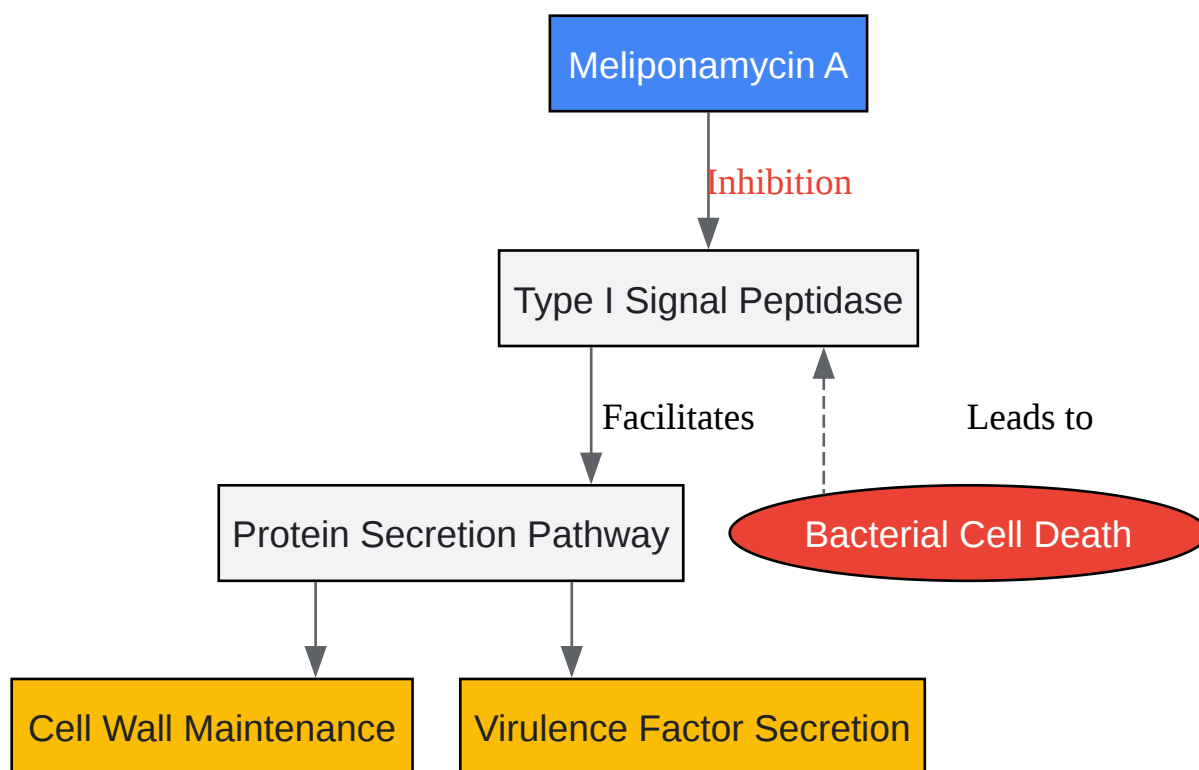 Meliponamycin A
Inhibition
Type I Signal Peptidase
Facilitates
Leads to
Protein Secretion Pathway
Bacterial Cell Death
Cell Wall Maintenance
Virulence Factor Secretion